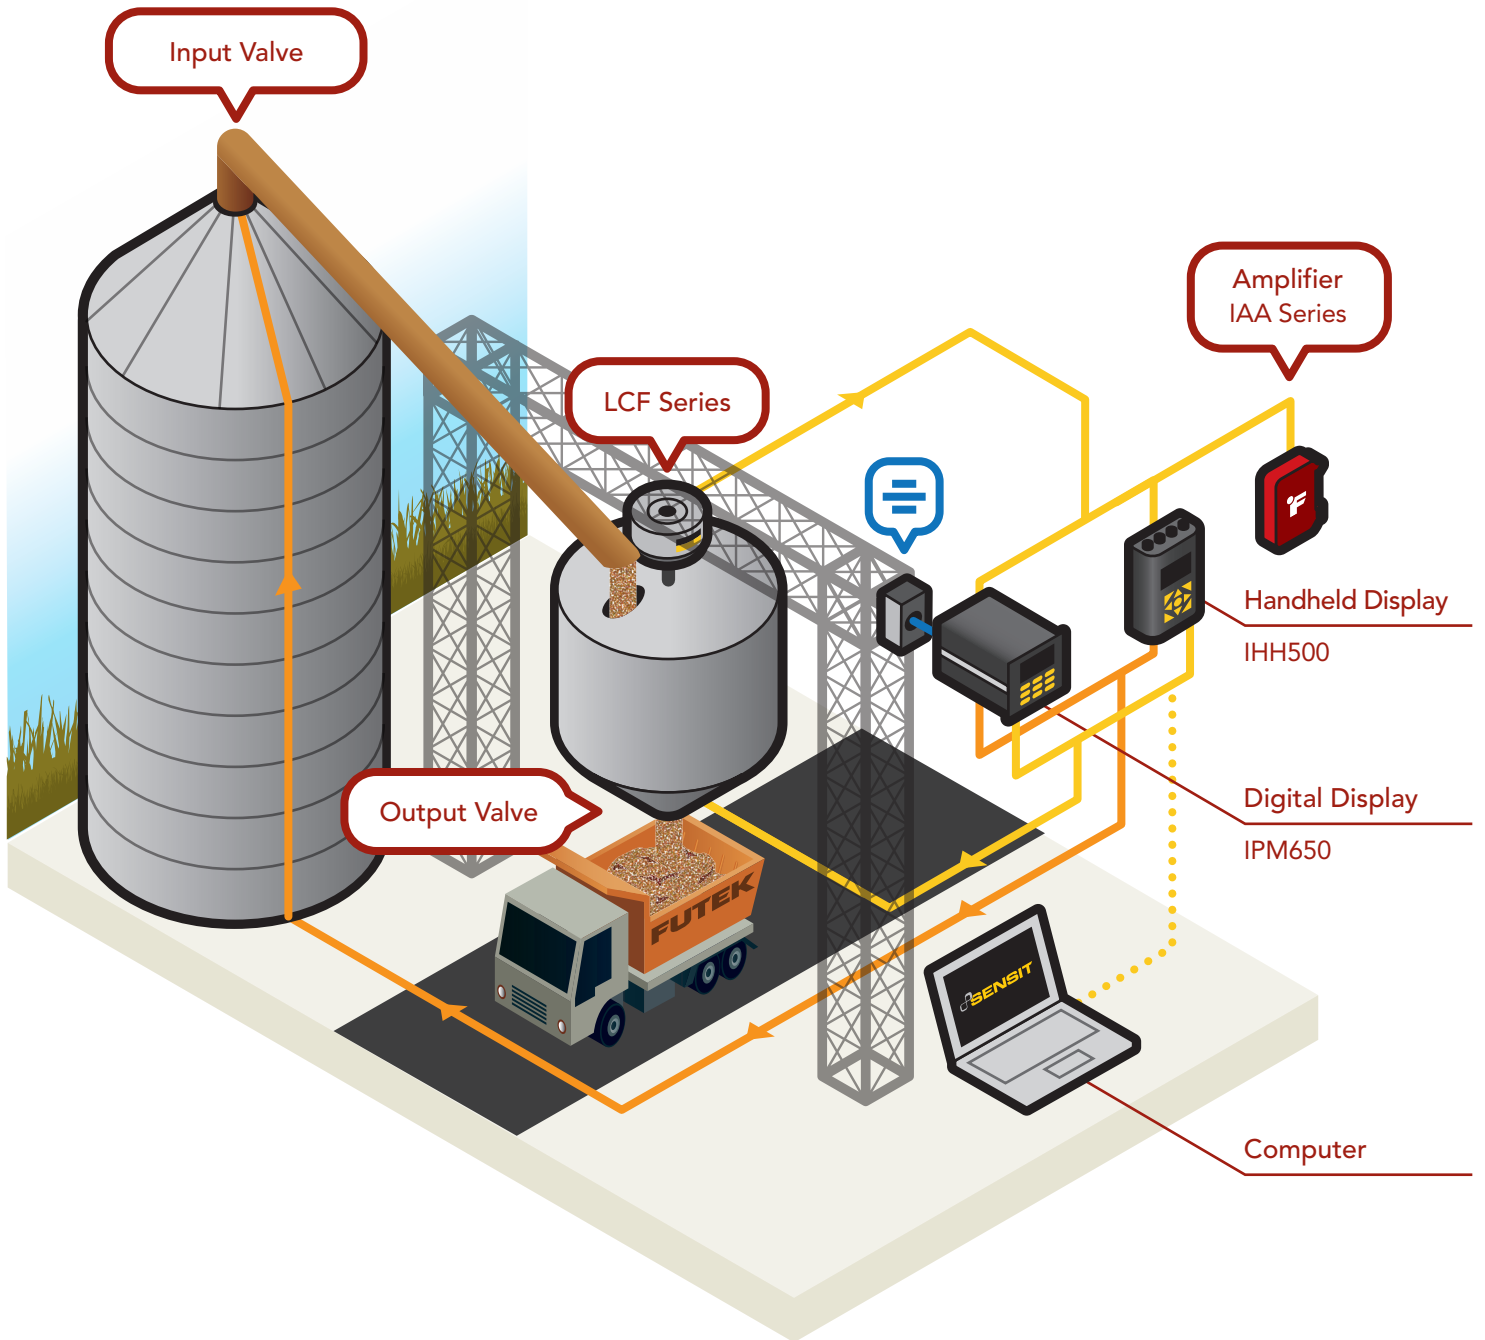 Input Valve
Amplifier
IAA Series
LCF Series
Handheld Display
IHH500
Digital Display
IPM650
Output Valve
FUTEK
SENSIT
Computer